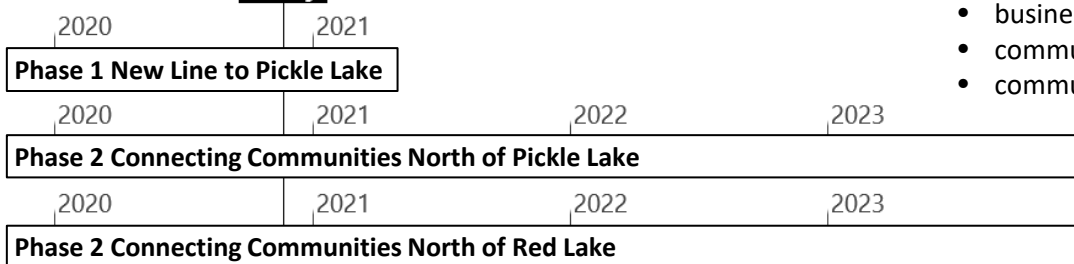 2020 2021
Phase 1 New Line to Pickle Lake
2020 2021 2022 2023
Phase 2 Connecting Communities North of Pickle Lake
2020 2021 2022 2023
Phase 2 Connecting Communities North of Red Lake